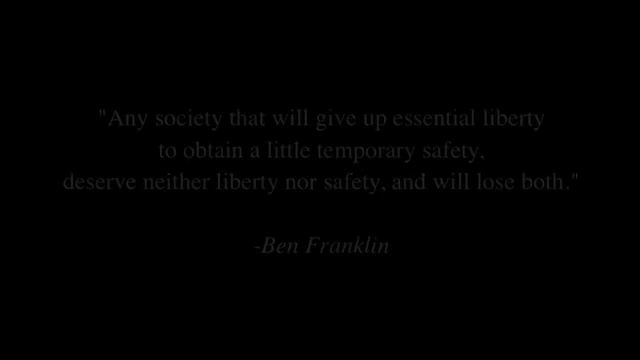 "Any society that will give up essential liberty
to obtain a little temporary safety,
deserve neither liberty nor safety, and will lose both."
-Ben Franklin